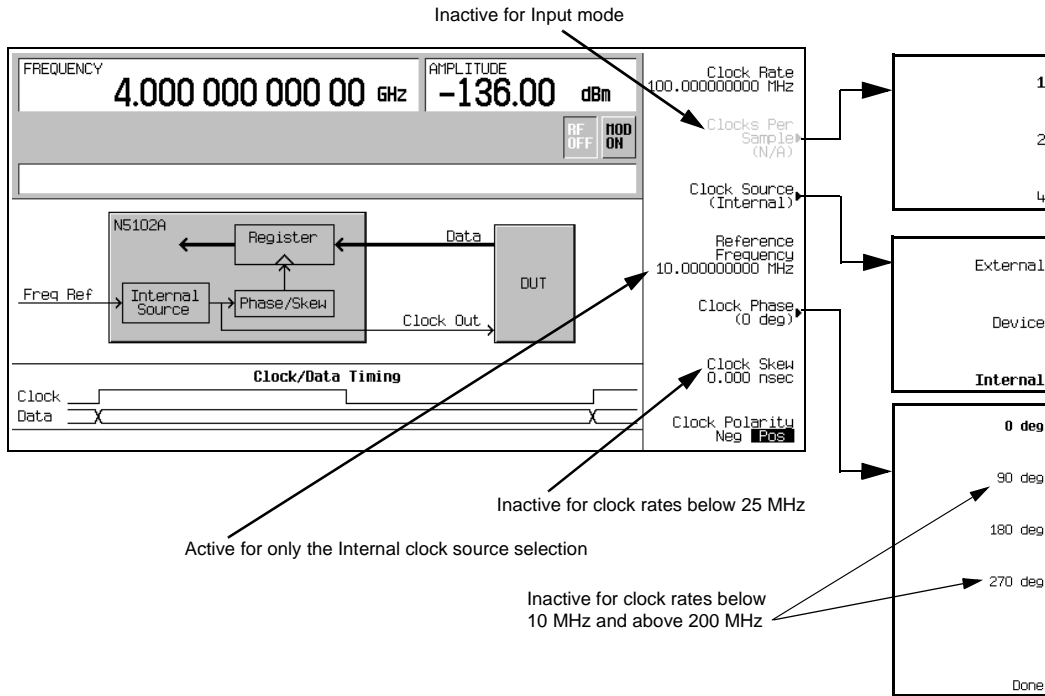 Inactive for Input mode
FREQUENCY
4.000 000 000 00 GHz
AMPLITUDE
-136.00 dBm
RF
OFF
MOD
ON
N5102A
Register
Data
DUT
Freq Ref
Internal
Source
Phase/Skew
Clock Out
Clock/Data Timing
Clock
Data
Clock Rate
100.000000000 MHz
Clocks Per
Sample
(N/A)
Clock Source
(Internal)
Reference
Frequency
10.000000000 MHz
Clock Phase
(0 deg)
Clock Skew
0.000 nsec
Clock Polarity
Neg Pos
1
2
4
External
Device
Internal
0 deg
90 deg
180 deg
270 deg
Done
Inactive for clock rates below 25 MHz
Active for only the Internal clock source selection
Inactive for clock rates below
10 MHz and above 200 MHz